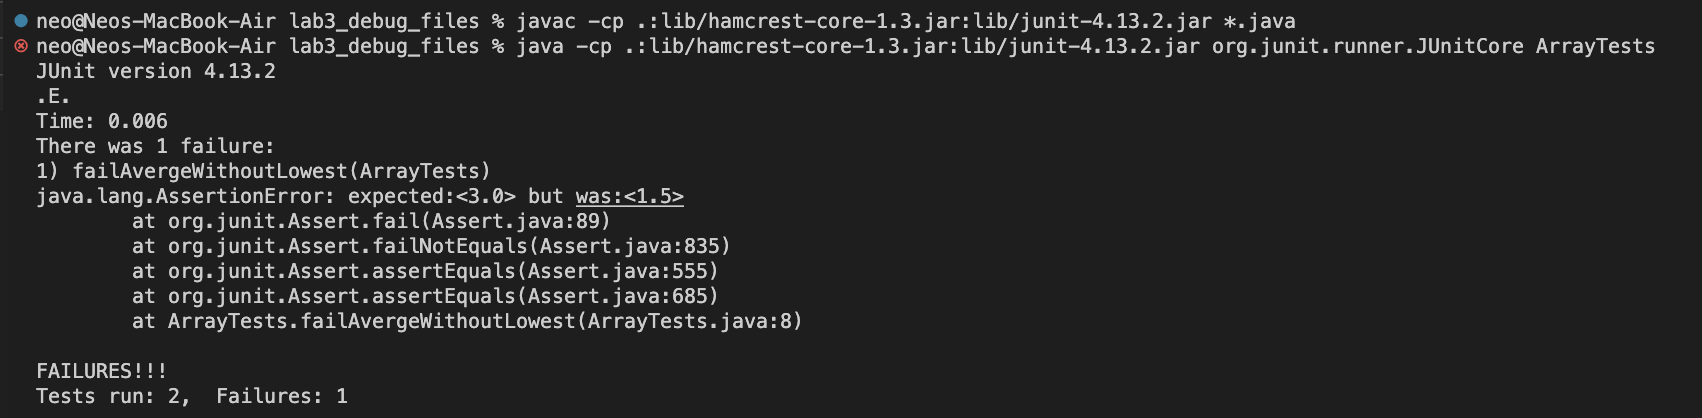 neo@Neos-MacBook-Air lab3_debug_files % javac -cp .:lib/hamcrest-core-1.3.jar:lib/junit-4.13.2.jar *.java
neo@Neos-MacBook-Air lab3_debug_files % java -cp .:lib/hamcrest-core-1.3.jar:lib/junit-4.13.2.jar org.junit.runner.JUnitCore ArrayTests
JUnit version 4.13.2
.E.
Time: 0.006
There was 1 failure:
1) failAvergeWithoutLowest(ArrayTests)
java.lang.AssertionError: expected:<3.0> but was:<1.5>
        at org.junit.Assert.fail(Assert.java:89)
        at org.junit.Assert.failNotEquals(Assert.java:835)
        at org.junit.Assert.assertEquals(Assert.java:555)
        at org.junit.Assert.assertEquals(Assert.java:685)
        at ArrayTests.failAvergeWithoutLowest(ArrayTests.java:8)
FAILURES!!!
Tests run: 2,  Failures: 1